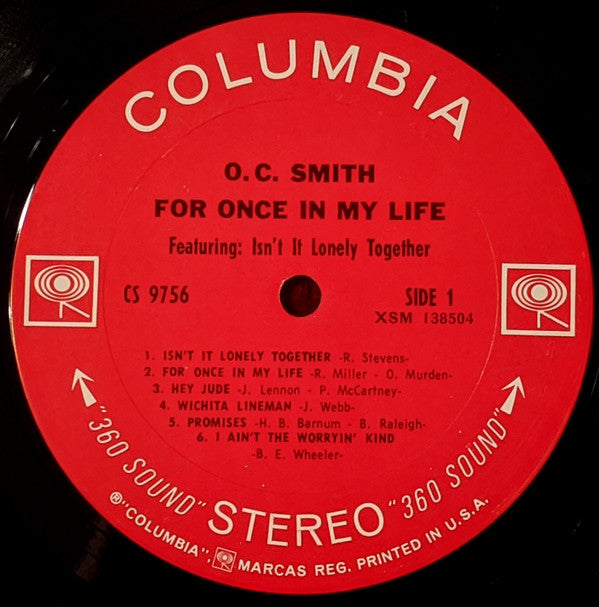 COLUMBIA
O.C. SMITH
FOR ONCE IN MY LIFE
Featuring: Isn't It Lonely Together
CS 9756
SIDE 1
XSM 138504
1. ISN'T IT LONELY TOGETHER -R. Stevens-
2. FOR ONCE IN MY LIFE -R. Miller - O. Murden-
3. HEY JUDE -J. Lennon - P. McCartney-
4. WICHITA LINEMAN -J. Webb-
5. PROMISES -H. B. Barnum - B. Raleigh-
6. I AIN'T THE WORRYIN' KIND
-B. E. Wheeler-
"360 SOUND" STEREO "360 SOUND"
®"COLUMBIA", MARCAS REG. PRINTED IN U.S.A.